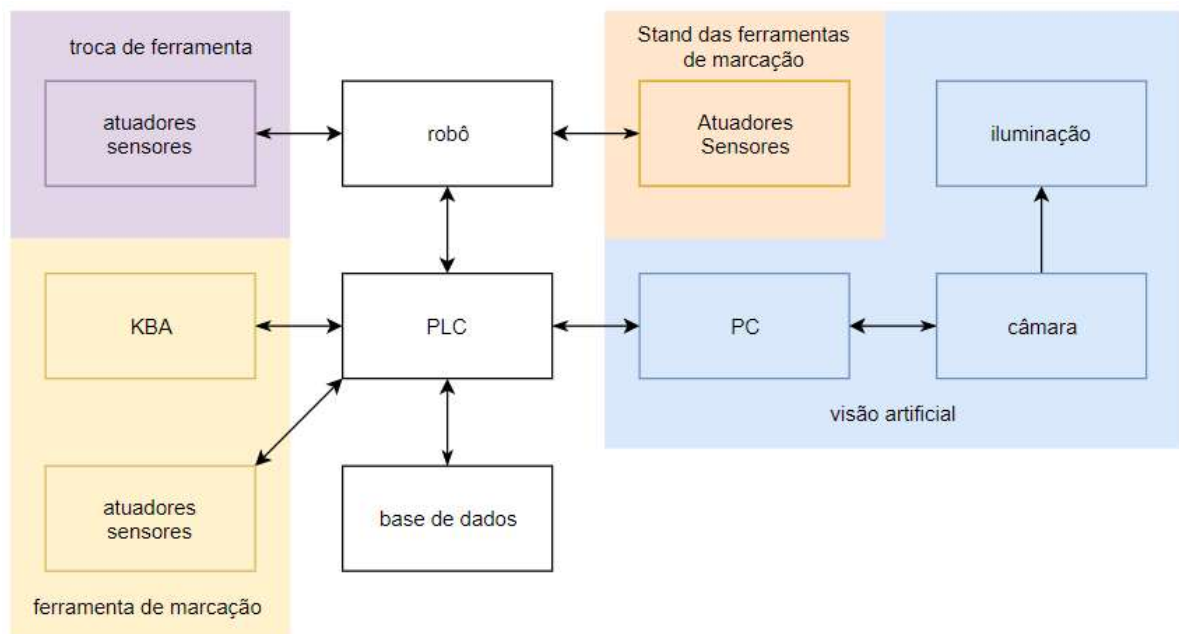 troca de ferramenta
atuadores
sensores
robô
Stand das ferramentas
de marcação
Atuadores
Sensores
iluminação
KBA
PLC
PC
câmara
visão artificial
atuadores
sensores
base de dados
ferramenta de marcação